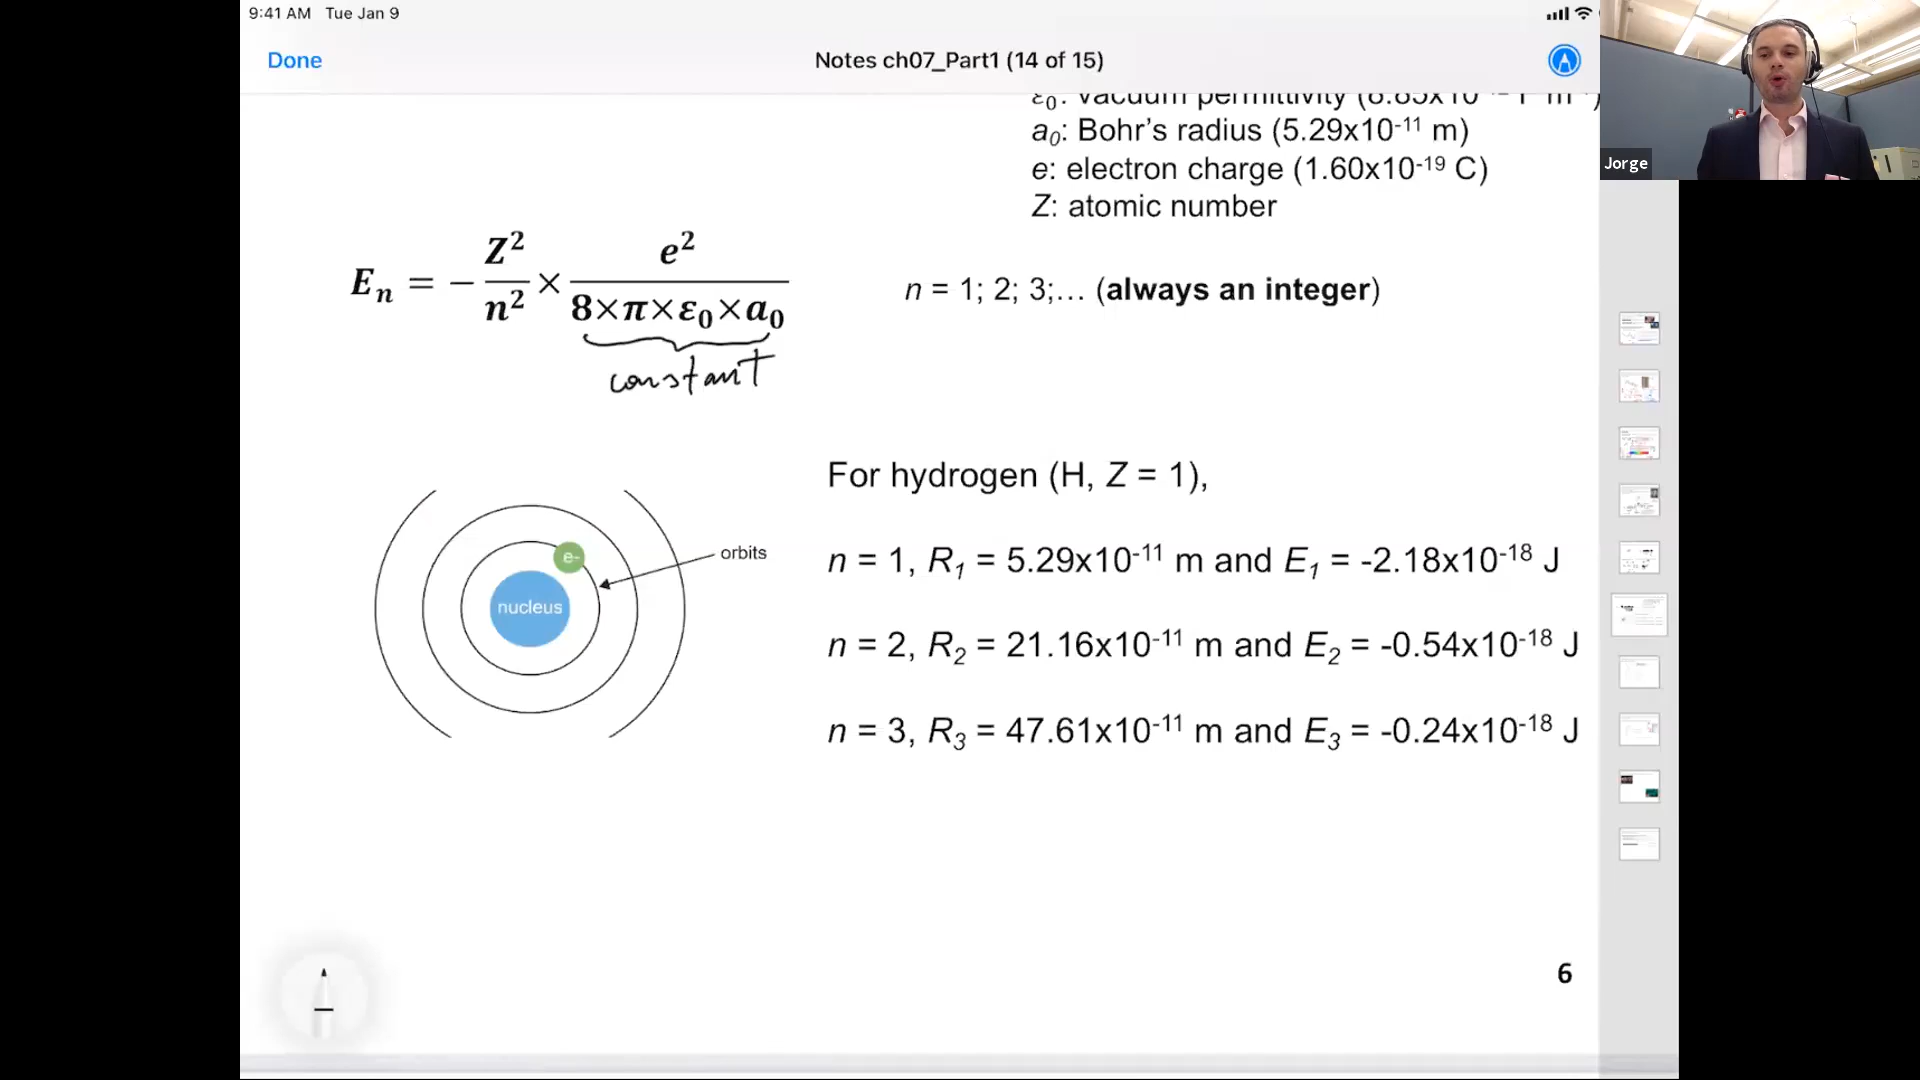 9:41 AM Tue Jan 9
Done
Notes ch07_Part1 (14 of 15)
ε₀: vacuum permittivity
a₀: Bohr's radius (5.29x10⁻¹¹ m)
e: electron charge (1.60x10⁻¹⁹ C)
Z: atomic number
Eₙ = − Z²/n² × e²/(8×π×ε₀×a₀)
n = 1; 2; 3;… (always an integer)
constant
For hydrogen (H, Z = 1),
n = 1, R₁ = 5.29x10⁻¹¹ m and E₁ = -2.18x10⁻¹⁸ J
n = 2, R₂ = 21.16x10⁻¹¹ m and E₂ = -0.54x10⁻¹⁸ J
n = 3, R₃ = 47.61x10⁻¹¹ m and E₃ = -0.24x10⁻¹⁸ J
e-
nucleus
orbits
6
Jorge